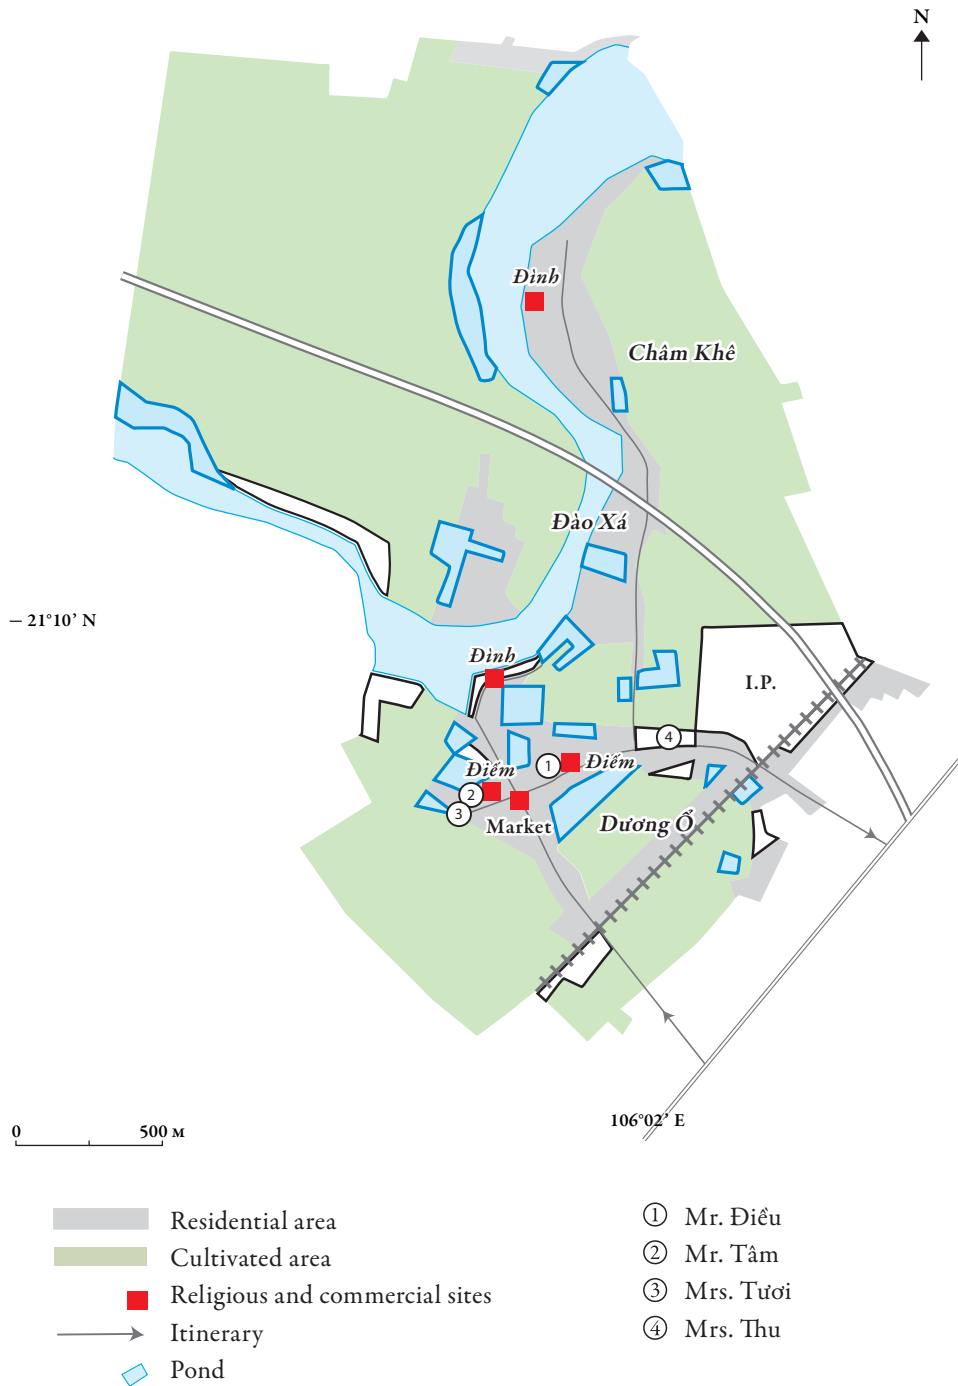 N
Đình
Châm Khê
Đào Xá
– 21°10’ N
Đình
I.P.
4
1
Điếm
Điếm
2
3
Market
Dương Ổ
106°02’ E
0 500 M
Residential area
Cultivated area
Religious and commercial sites
Itinerary
Pond
1 Mr. Điều
2 Mr. Tâm
3 Mrs. Tươi
4 Mrs. Thu